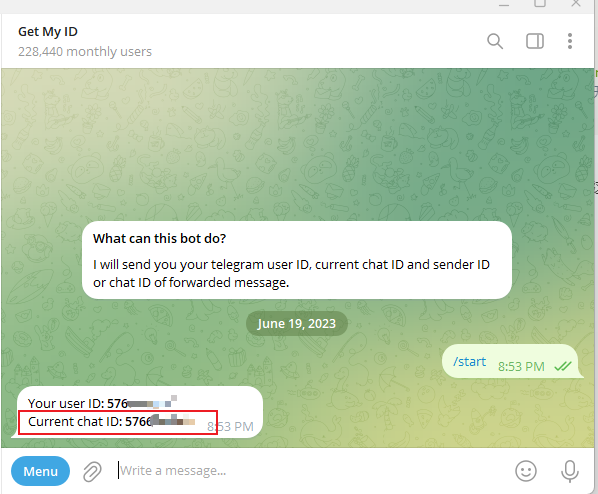 Get My ID
228,440 monthly users
What can this bot do?
I will send you your telegram user ID, current chat ID and sender ID
or chat ID of forwarded message.
June 19, 2023
/start 8:53 PM
Your user ID: 576
Current chat ID: 5766
8:53 PM
Menu
Write a message...